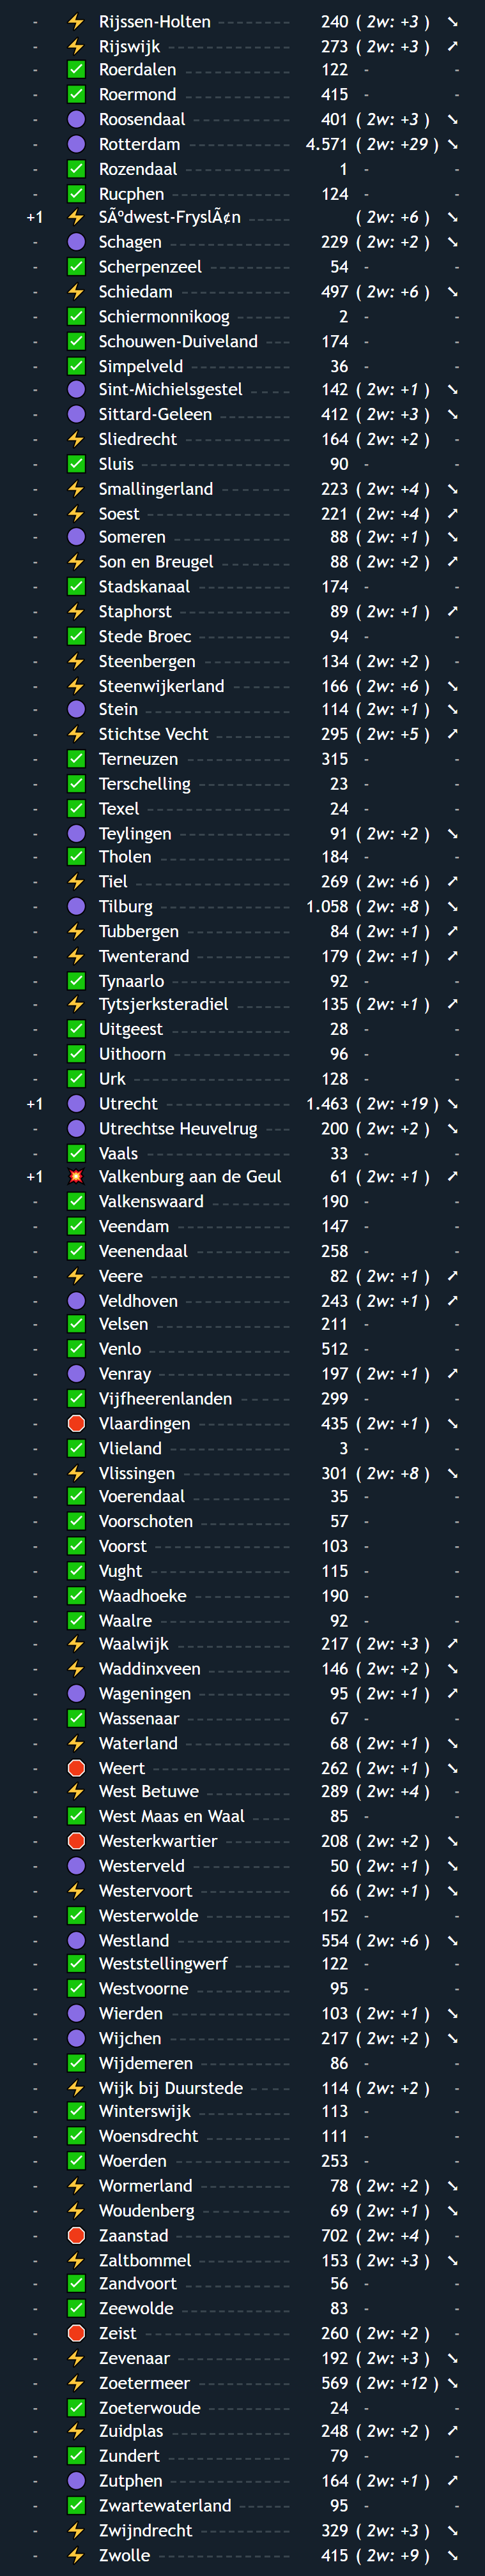 - ⚡ Rijssen-Holten 240 ( 2w: +3 ) ↘
- ⚡ Rijswijk 273 ( 2w: +3 ) ↗
- ✅ Roerdalen 122 - -
- ✅ Roermond 415 - -
- 🟣 Roosendaal 401 ( 2w: +3 ) ↘
- 🟣 Rotterdam 4.571 ( 2w: +29 ) ↘
- ✅ Rozendaal 1 - -
- ✅ Rucphen 124 - -
+1 ⚡ SÃºdwest-FryslÃ¢n ( 2w: +6 ) ↘
- 🟣 Schagen 229 ( 2w: +2 ) ↘
- ✅ Scherpenzeel 54 - -
- ⚡ Schiedam 497 ( 2w: +6 ) ↘
- ✅ Schiermonnikoog 2 - -
- ✅ Schouwen-Duiveland 174 - -
- ✅ Simpelveld 36 - -
- 🟣 Sint-Michielsgestel 142 ( 2w: +1 ) ↘
- 🟣 Sittard-Geleen 412 ( 2w: +3 ) ↘
- ⚡ Sliedrecht 164 ( 2w: +2 ) -
- ✅ Sluis 90 - -
- ⚡ Smallingerland 223 ( 2w: +4 ) ↘
- ⚡ Soest 221 ( 2w: +4 ) ↗
- 🟣 Someren 88 ( 2w: +1 ) ↘
- ⚡ Son en Breugel 88 ( 2w: +2 ) ↗
- ✅ Stadskanaal 174 - -
- ⚡ Staphorst 89 ( 2w: +1 ) ↗
- ✅ Stede Broec 94 - -
- ⚡ Steenbergen 134 ( 2w: +2 ) -
- ⚡ Steenwijkerland 166 ( 2w: +6 ) ↘
- 🟣 Stein 114 ( 2w: +1 ) ↘
- ⚡ Stichtse Vecht 295 ( 2w: +5 ) ↗
- ✅ Terneuzen 315 - -
- ✅ Terschelling 23 - -
- ✅ Texel 24 - -
- 🟣 Teylingen 91 ( 2w: +2 ) ↘
- ✅ Tholen 184 - -
- ⚡ Tiel 269 ( 2w: +6 ) ↗
- 🟣 Tilburg 1.058 ( 2w: +8 ) ↘
- ⚡ Tubbergen 84 ( 2w: +1 ) ↗
- ⚡ Twenterand 179 ( 2w: +1 ) ↗
- ✅ Tynaarlo 92 - -
- ⚡ Tytsjerksteradiel 135 ( 2w: +1 ) ↗
- ✅ Uitgeest 28 - -
- ✅ Uithoorn 96 - -
- ✅ Urk 128 - -
+1 🟣 Utrecht 1.463 ( 2w: +19 ) ↘
- 🟣 Utrechtse Heuvelrug 200 ( 2w: +2 ) ↘
- ✅ Vaals 33 - -
+1 💥 Valkenburg aan de Geul 61 ( 2w: +1 ) ↗
- ✅ Valkenswaard 190 - -
- ✅ Veendam 147 - -
- ✅ Veenendaal 258 - -
- ⚡ Veere 82 ( 2w: +1 ) ↗
- 🟣 Veldhoven 243 ( 2w: +1 ) ↗
- ✅ Velsen 211 - -
- ✅ Venlo 512 - -
- 🟣 Venray 197 ( 2w: +1 ) ↗
- ✅ Vijfheerenlanden 299 - -
- 🛑 Vlaardingen 435 ( 2w: +1 ) ↘
- ✅ Vlieland 3 - -
- ⚡ Vlissingen 301 ( 2w: +8 ) ↘
- ✅ Voerendaal 35 - -
- ✅ Voorschoten 57 - -
- ✅ Voorst 103 - -
- ✅ Vught 115 - -
- ✅ Waadhoeke 190 - -
- ✅ Waalre 92 - -
- ⚡ Waalwijk 217 ( 2w: +3 ) ↗
- ⚡ Waddinxveen 146 ( 2w: +2 ) ↘
- 🟣 Wageningen 95 ( 2w: +1 ) ↗
- ✅ Wassenaar 67 - -
- ⚡ Waterland 68 ( 2w: +1 ) ↘
- 🛑 Weert 262 ( 2w: +1 ) ↘
- ⚡ West Betuwe 289 ( 2w: +4 ) -
- ✅ West Maas en Waal 85 - -
- 🛑 Westerkwartier 208 ( 2w: +2 ) ↘
- 🟣 Westerveld 50 ( 2w: +1 ) ↘
- ⚡ Westervoort 66 ( 2w: +1 ) ↘
- ✅ Westerwolde 152 - -
- 🟣 Westland 554 ( 2w: +6 ) ↘
- ✅ Weststellingwerf 122 - -
- ✅ Westvoorne 95 - -
- 🟣 Wierden 103 ( 2w: +1 ) ↘
- 🟣 Wijchen 217 ( 2w: +2 ) ↘
- ✅ Wijdemeren 86 - -
- ⚡ Wijk bij Duurstede 114 ( 2w: +2 ) -
- ✅ Winterswijk 113 - -
- ✅ Woensdrecht 111 - -
- ✅ Woerden 253 - -
- ⚡ Wormerland 78 ( 2w: +2 ) ↘
- ⚡ Woudenberg 69 ( 2w: +1 ) ↘
- 🛑 Zaanstad 702 ( 2w: +4 ) -
- ⚡ Zaltbommel 153 ( 2w: +3 ) ↘
- ✅ Zandvoort 56 - -
- ✅ Zeewolde 83 - -
- 🛑 Zeist 260 ( 2w: +2 ) -
- ⚡ Zevenaar 192 ( 2w: +3 ) ↘
- ⚡ Zoetermeer 569 ( 2w: +12 ) ↘
- ✅ Zoeterwoude 24 - -
- ⚡ Zuidplas 248 ( 2w: +2 ) ↗
- ✅ Zundert 79 - -
- 🟣 Zutphen 164 ( 2w: +1 ) ↗
- ✅ Zwartewaterland 95 - -
- ⚡ Zwijndrecht 329 ( 2w: +3 ) ↘
- ⚡ Zwolle 415 ( 2w: +9 ) ↘